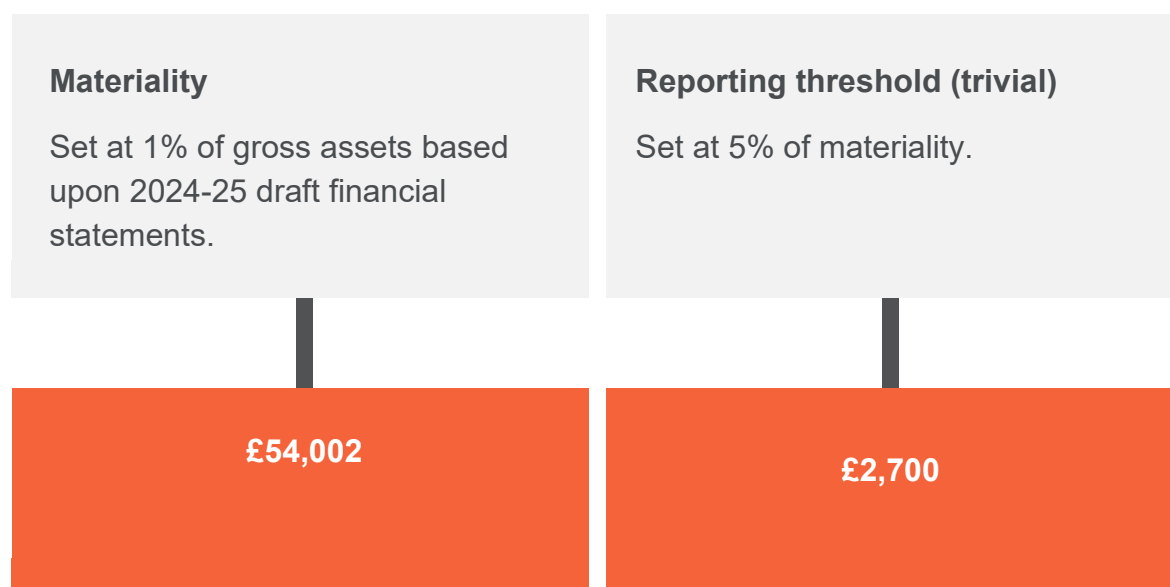 Materiality
Set at 1% of gross assets based
upon 2024-25 draft financial
statements.
£54,002
Reporting threshold (trivial)
Set at 5% of materiality.
£2,700